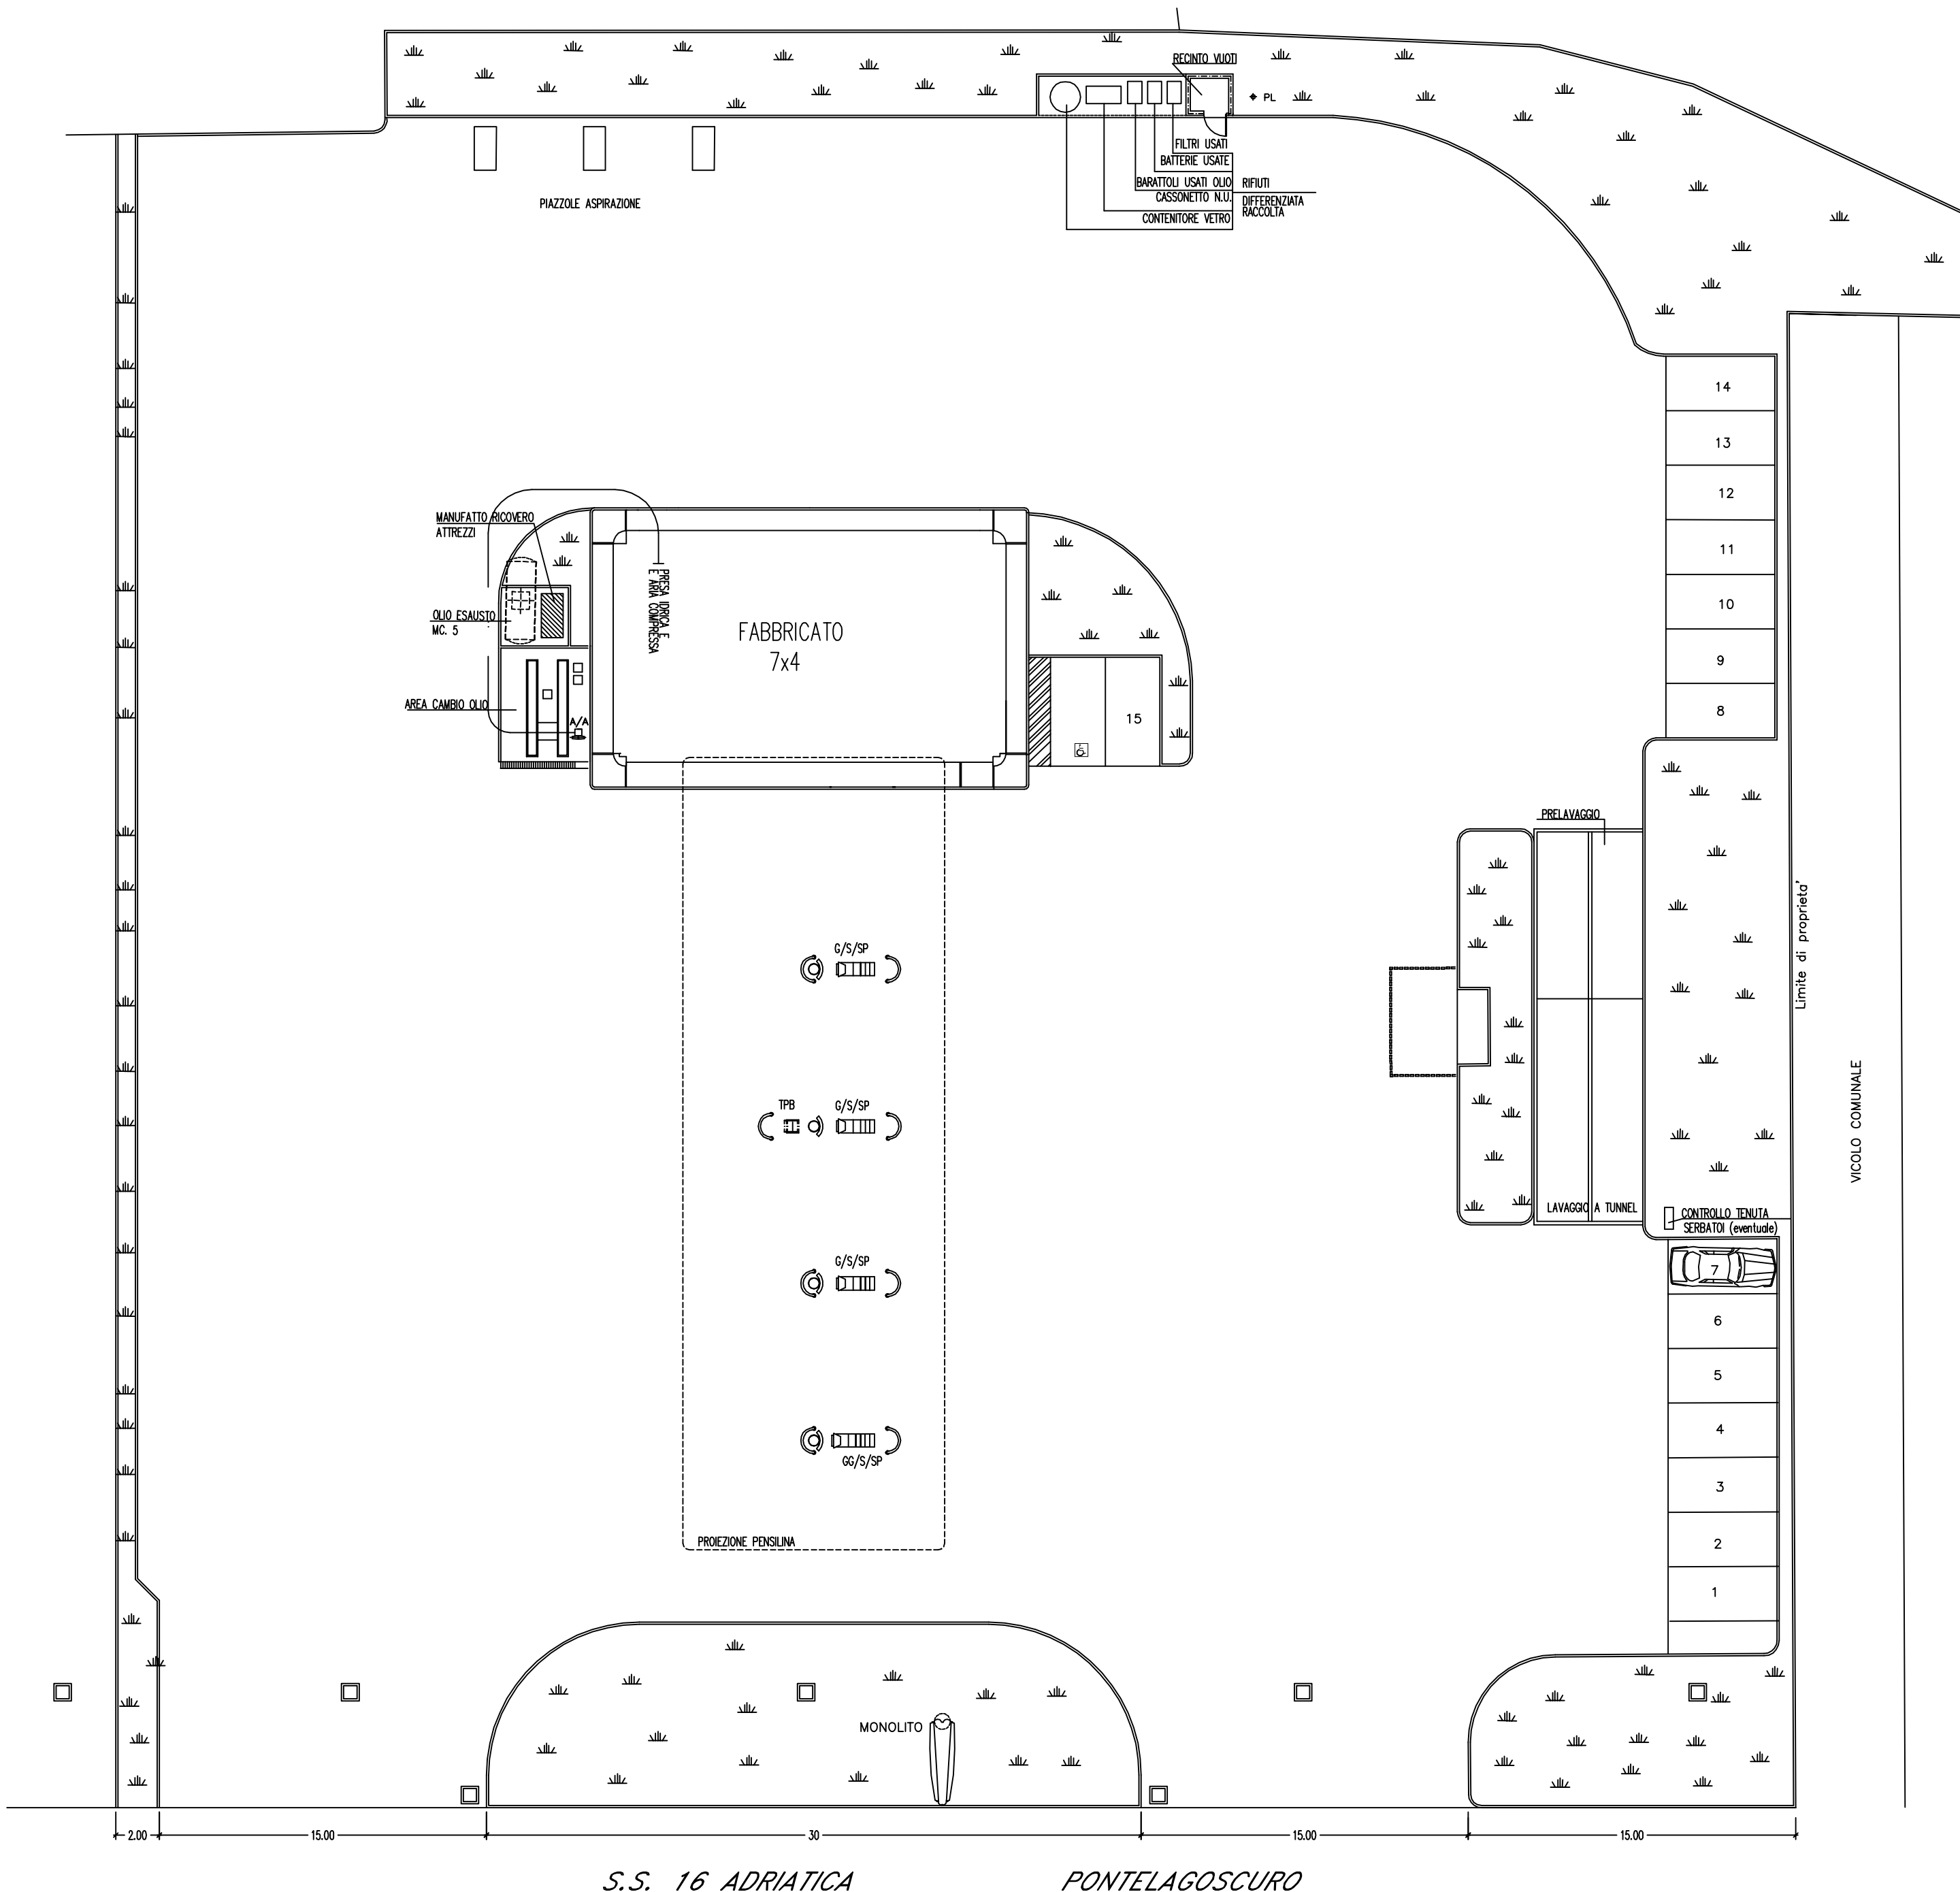 RECINTO VUOTI
PL
FILTRI USATI
BATTERIE USATE
BARATTOLI USATI OLIO
CASSONETTO N.U.
CONTENITORE VETRO
RIFIUTI
DIFFERENZIATA
RACCOLTA
PIAZZOLE ASPIRAZIONE
14
13
12
11
10
9
8
MANUFATTO RICOVERO
ATTREZZI
OLIO ESAUSTO
MC. 5
PRESA IDRICA E
E ARIA COMPRESSA
FABBRICATO
7x4
AREA CAMBIO OLIO
A/A
15
PRELAVAGGIO
Limite di proprieta'
G/S/SP
TPB
G/S/SP
VICOLO COMUNALE
LAVAGGIO A TUNNEL
CONTROLLO TENUTA
SERBATOI (eventuale)
G/S/SP
7
6
5
4
GG/S/SP
3
PROIEZIONE PENSILINA
2
1
MONOLITO
2.00
15.00
30
15.00
15.00
S.S. 16 ADRIATICA
PONTELAGOSCURO